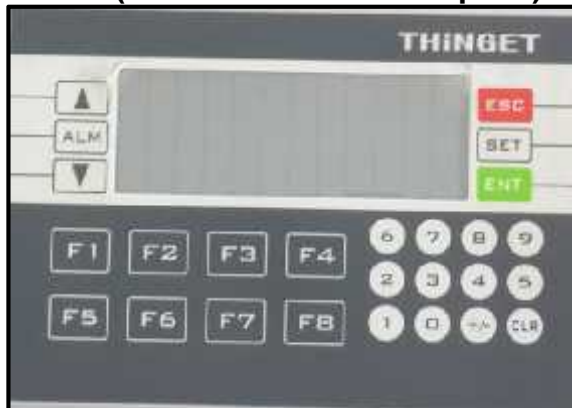 THINGET
▲ ESC
ALM SET
▼ ENT
F1 F2 F3 F4
F5 F6 F7 F8
6 7 8 9
2 3 4 5
1 0 +/- CLR